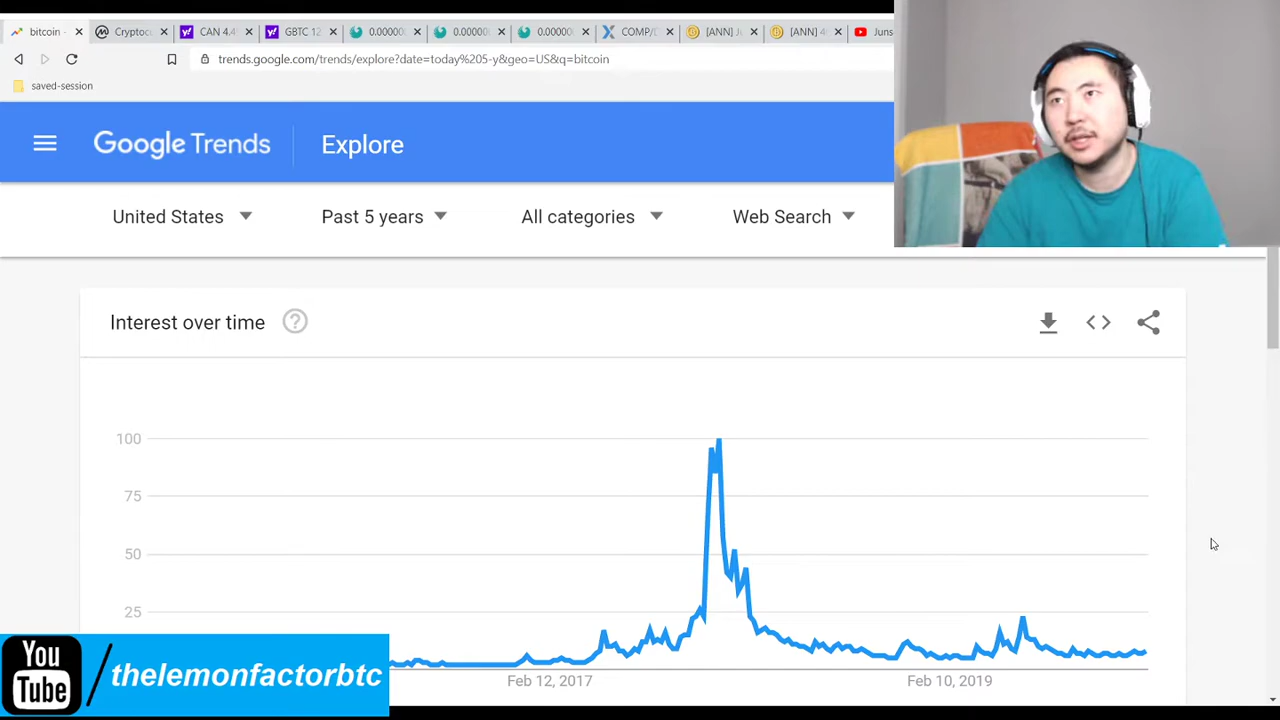 bitcoin - Cryptoc CAN 4.4 GBTC 12 0.00000 0.00000 0.00000 COMP/ [ANN] J [ANN] Juns
trends.google.com/trends/explore?date=today%205-y&geo=US&q=bitcoin
saved-session
Google Trends Explore
United States Past 5 years All categories Web Search
Interest over time ?
100
75
50
25
Feb 12, 2017 Feb 10, 2019
You Tube /thelemonfactorbtc